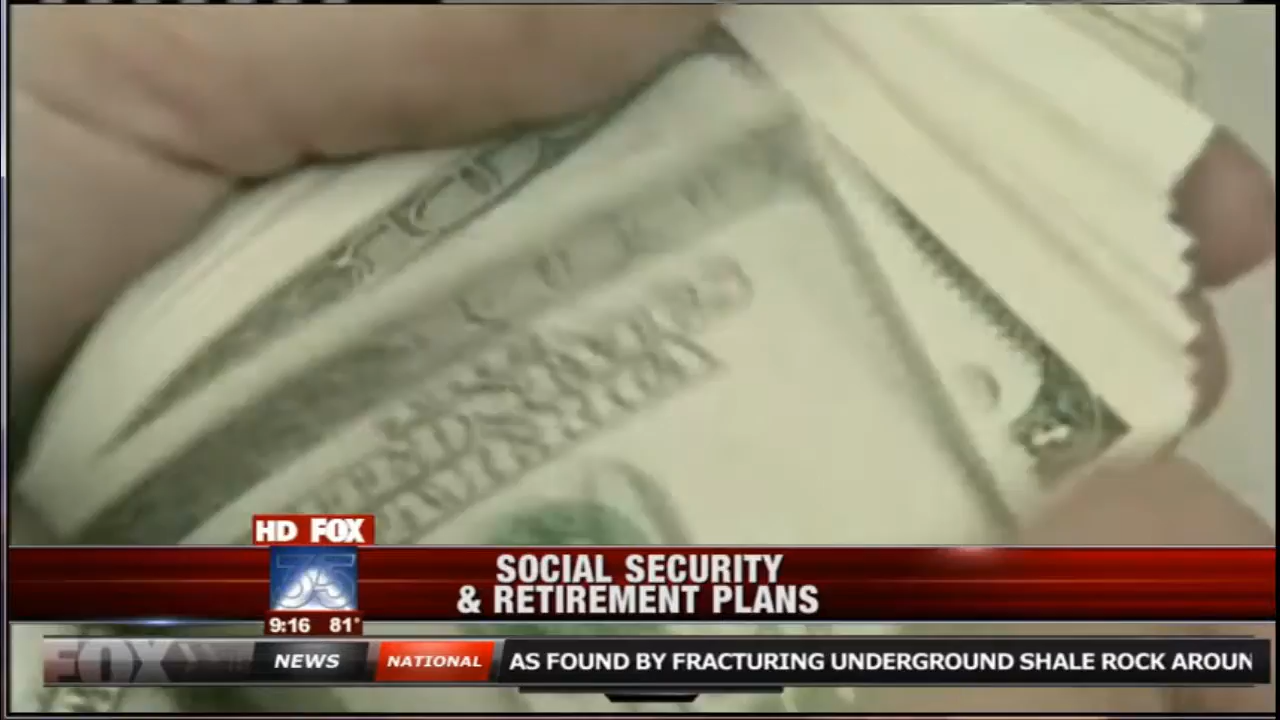 HD FOX
35
SOCIAL SECURITY
& RETIREMENT PLANS
9:16 81°
FOX
NEWS NATIONAL AS FOUND BY FRACTURING UNDERGROUND SHALE ROCK AROUN